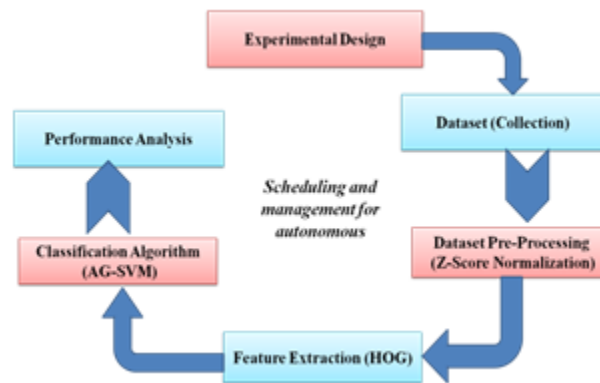 Experimental Design
Dataset (Collection)
Performance Analysis
Scheduling and
management for
autonomous
Dataset Pre-Processing
(Z-Score Normalization)
Classification Algorithm
(AG-SVM)
Feature Extraction (HOG)